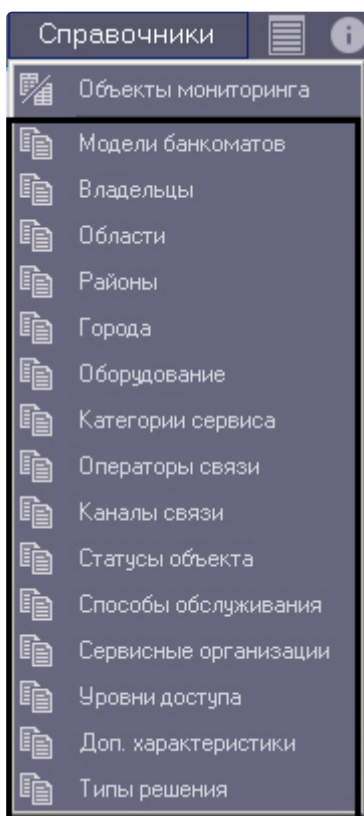 Справочники
Объекты мониторинга
Модели банкоматов
Владельцы
Области
Районы
Города
Оборудование
Категории сервиса
Операторы связи
Каналы связи
Статусы объекта
Способы обслуживания
Сервисные организации
Уровни доступа
Доп. характеристики
Типы решения